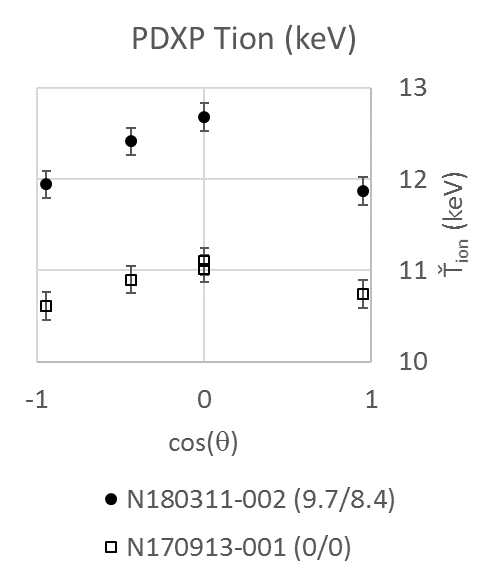 PDXP Tion (keV)
13
12
11
10
Ťion (keV)
-1 0 1
cos(θ)
N180311-002 (9.7/8.4)
N170913-001 (0/0)